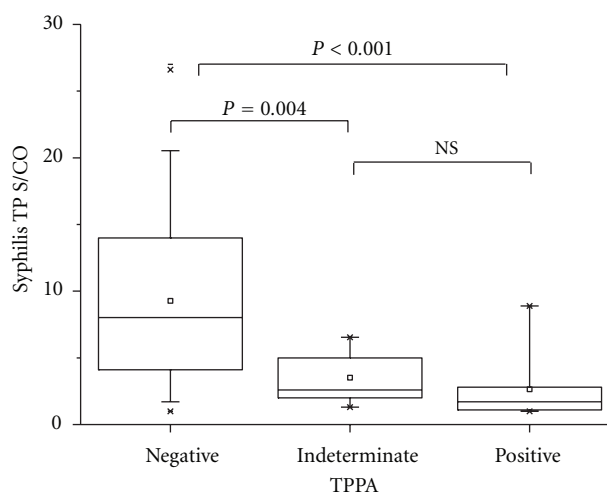 30
P < 0.001
P = 0.004
NS
20
Syphilis TP S/CO
10
0
Negative Indeterminate Positive
TPPA